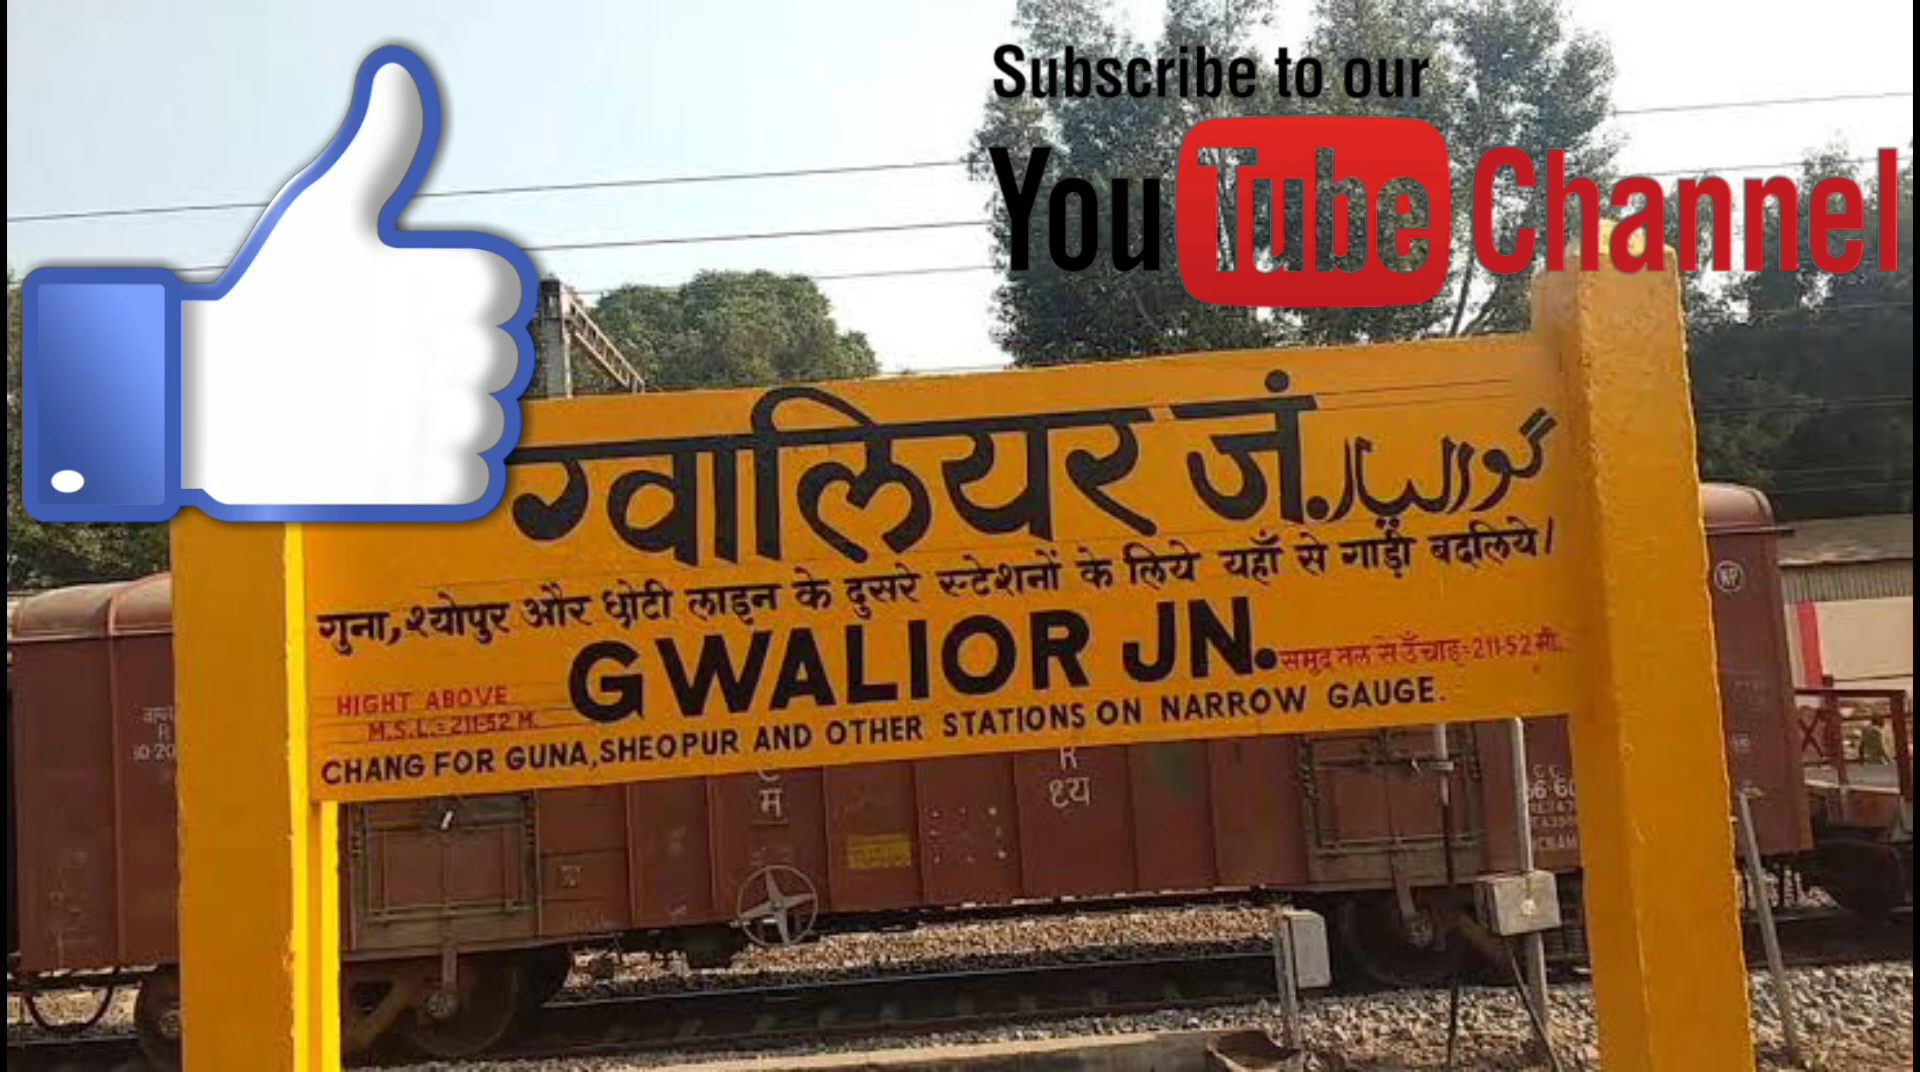 Subscribe to our
YouTube Channel
ग्वालियर जं. گوالیار
गुना, श्योपुर और छोटी लाइन के दुसरे स्टेशनों के लिये यहाँ से गाड़ी बदलिये।
GWALIOR JN.
समुद्र तल से ऊँचाइ=211-52 मी.
HIGHT ABOVE
M.S.L.=211-52 M.
CHANG FOR GUNA, SHEOPUR AND OTHER STATIONS ON NARROW GAUGE.
म
R
NP